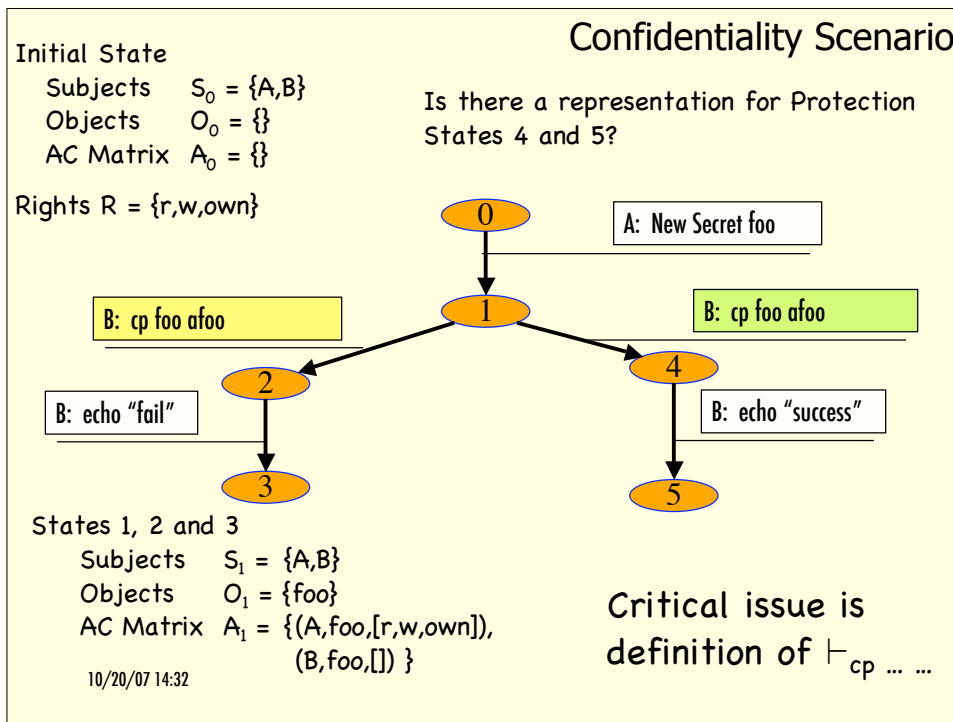 Confidentiality Scenario
Initial State
Subjects S₀ = {A,B}
Objects O₀ = {}
AC Matrix A₀ = {}
Rights R = {r,w,own}
Is there a representation for Protection
States 4 and 5?
0
A: New Secret foo
1
B: cp foo afoo
B: cp foo afoo
2
4
B: echo “fail”
B: echo “success”
3
5
States 1, 2 and 3
Subjects S₁ = {A,B}
Objects O₁ = {foo}
AC Matrix A₁ = {(A,foo,[r,w,own]),
(B,foo,[]) }
Critical issue is
definition of ⊢cp ... ...
10/20/07 14:32